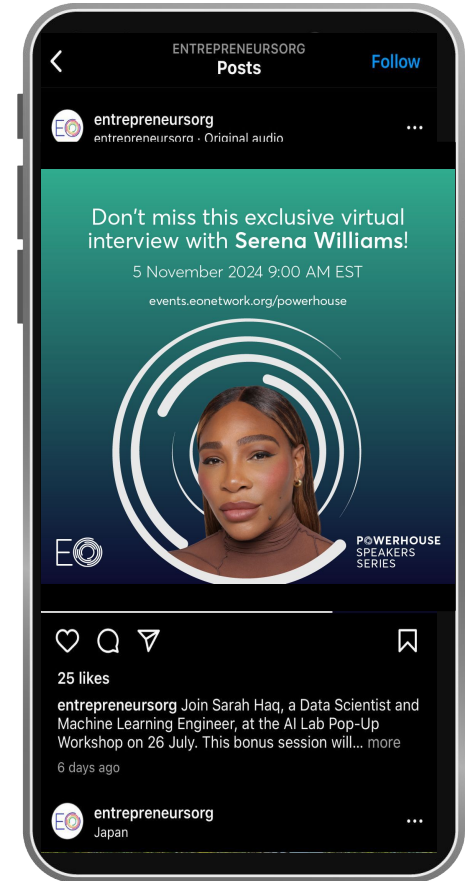 ENTREPRENEURSORG
Posts
Follow
EO
entrepreneursorg
entrepreneursorg · Original audio
Don't miss this exclusive virtual
interview with Serena Williams!
5 November 2024 9:00 AM EST
events.eonetwork.org/powerhouse
EO
POWERHOUSE
SPEAKERS
SERIES
25 likes
entrepreneursorg Join Sarah Haq, a Data Scientist and
Machine Learning Engineer, at the AI Lab Pop-Up
Workshop on 26 July. This bonus session will... more
6 days ago
EO
entrepreneursorg
Japan